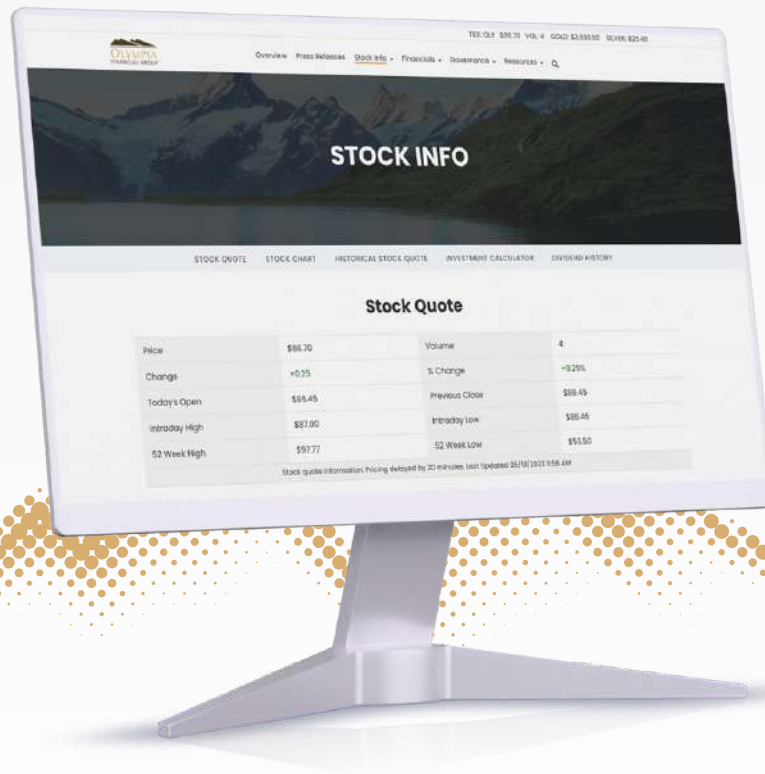 TSX: OLY $86.70 VOL: 4 GOLD: SILVER: $25.40
OLYMPIA
FINANCIAL GROUP
Overview Press Releases Stock Info Financials Governance Resources
STOCK INFO
STOCK QUOTE STOCK CHART HISTORICAL STOCK QUOTE INVESTMENT CALCULATOR DIVIDEND HISTORY
Stock Quote
Price $86.70 Volume 4
Change +0.25 % Change +0.29%
Today's Open $86.45 Previous Close $86.45
Intraday High $87.00 Intraday Low $86.45
52 Week High $97.77 52 Week Low $53.50
Stock quote information. Pricing delayed by 20 minutes. Last Updated